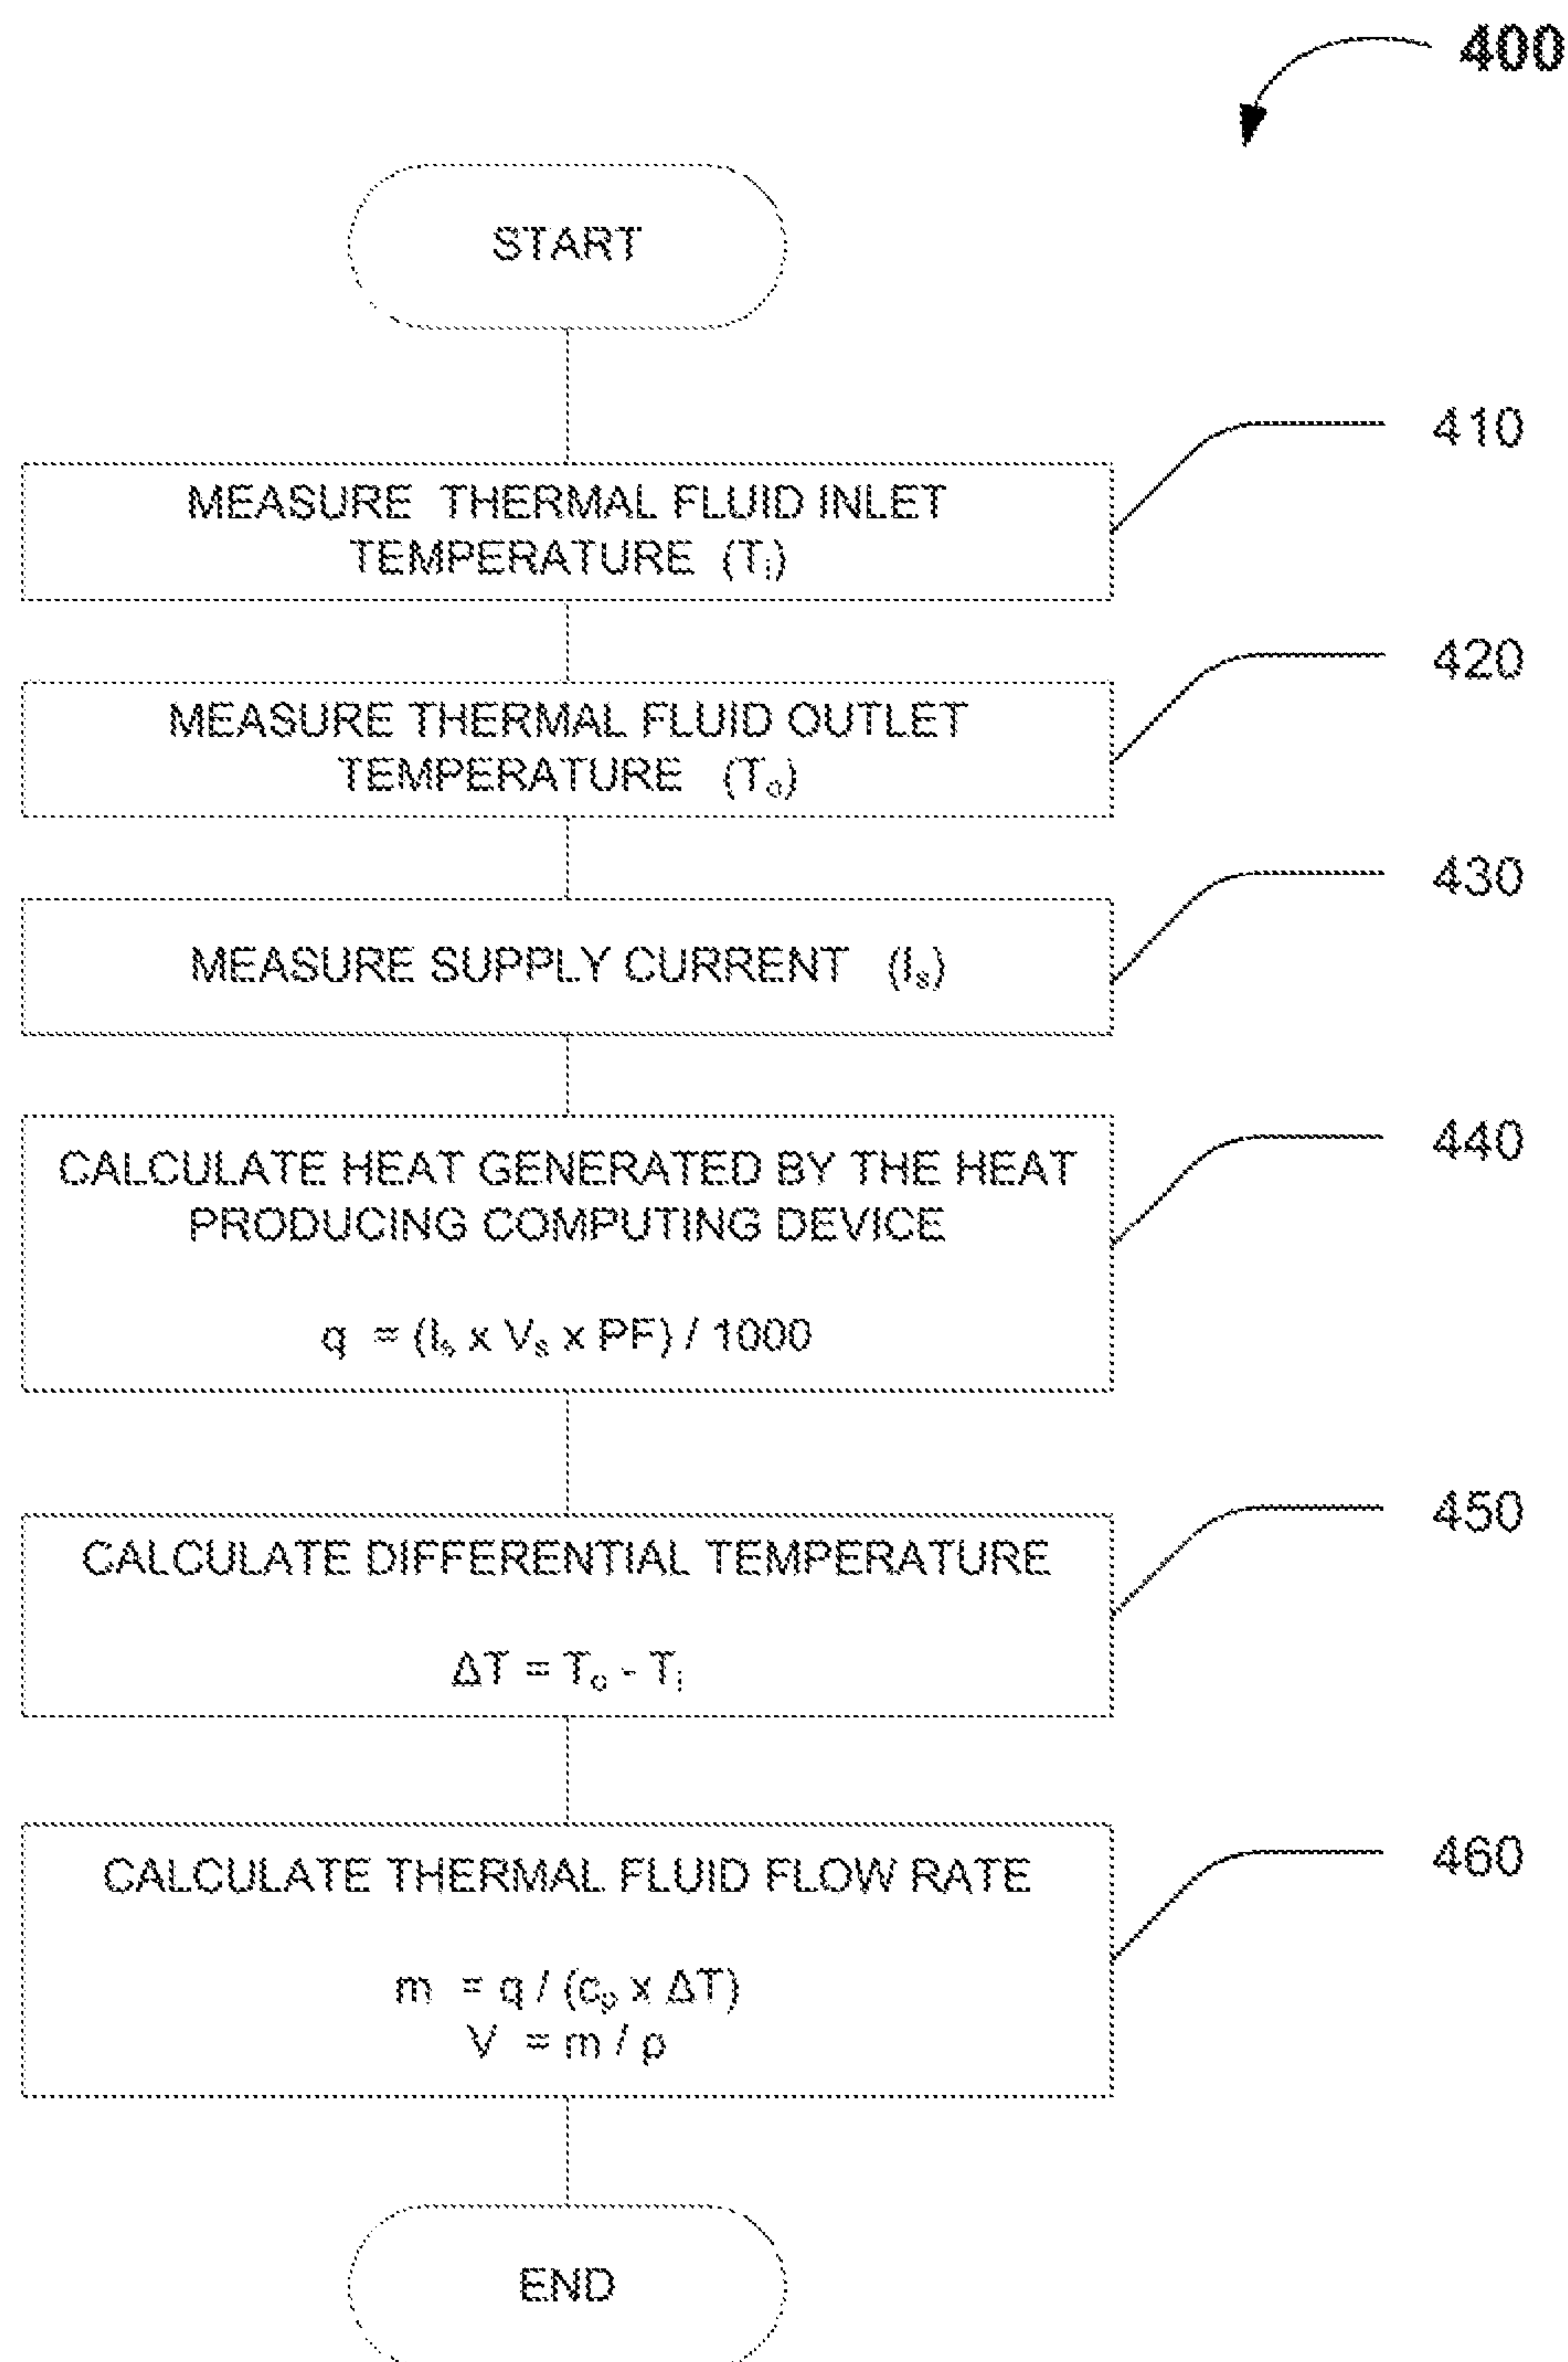 400
START
410
MEASURE THERMAL FLUID INLET
TEMPERATURE (Tᵢ)
420
MEASURE THERMAL FLUID OUTLET
TEMPERATURE (Tₒ)
430
MEASURE SUPPLY CURRENT (Iₛ)
440
CALCULATE HEAT GENERATED BY THE HEAT
PRODUCING COMPUTING DEVICE
q = (Iₛ x Vₛ x PF) / 1000
450
CALCULATE DIFFERENTIAL TEMPERATURE
ΔT = Tₒ - Tᵢ
460
CALCULATE THERMAL FLUID FLOW RATE
m = q / (cₚ x ΔT)
V = m / ρ
END